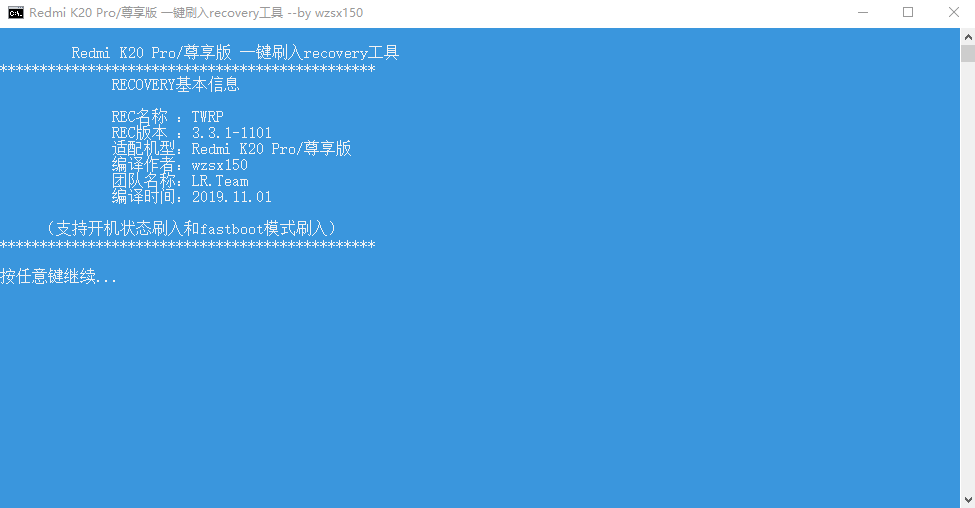 Redmi K20 Pro/尊享版 一键刷入recovery工具 --by wzsx150
Redmi K20 Pro/尊享版 一键刷入recovery工具
***********************************************
RECOVERY基本信息
REC名称 : TWRP
REC版本 : 3.3.1-1101
适配机型: Redmi K20 Pro/尊享版
编译作者: wzsx150
团队名称: LR.Team
编译时间: 2019.11.01
(支持开机状态刷入和fastboot模式刷入)
***********************************************
按任意键继续...